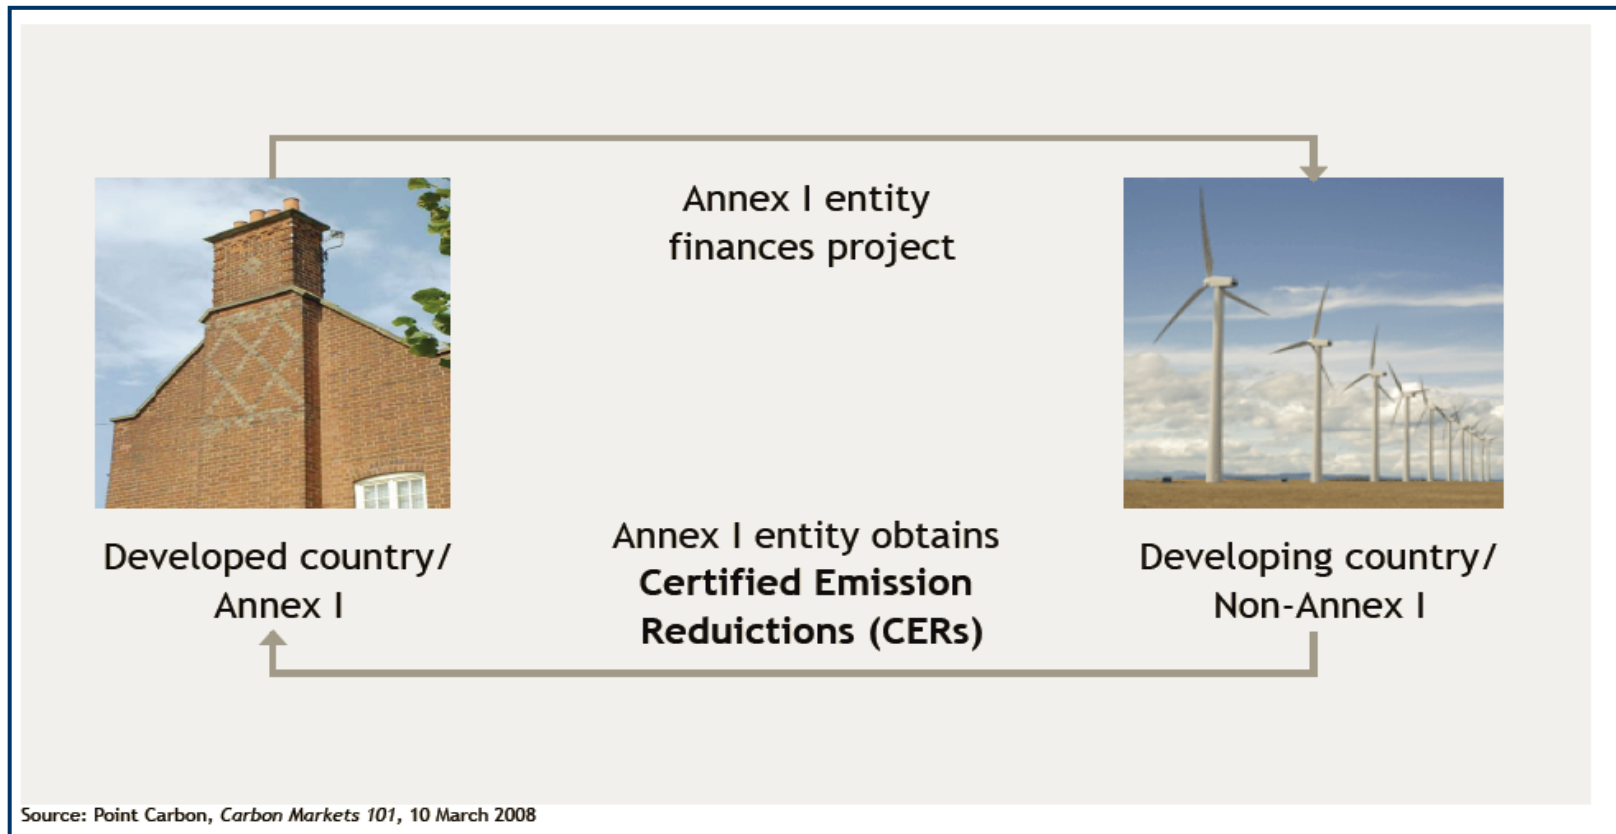 Annex I entity
finances project
Developed country/
Annex I
Annex I entity obtains
Certified Emission
Reduictions (CERs)
Developing country/
Non-Annex I
Source: Point Carbon, Carbon Markets 101, 10 March 2008